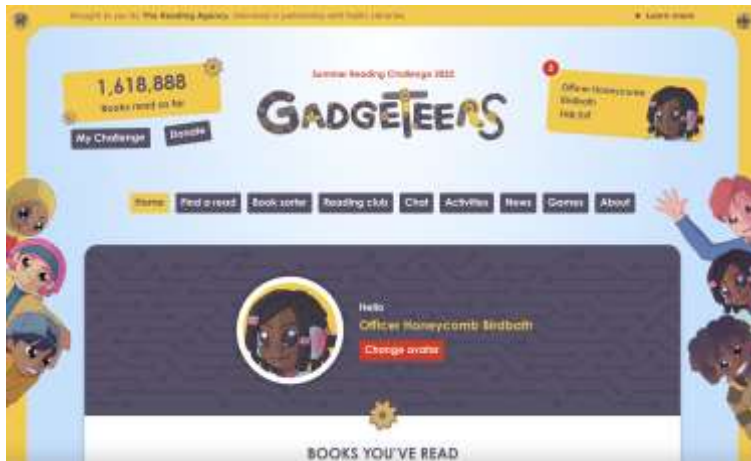 Brought to you by The Reading Agency, delivered in partnership with Public Libraries
Learn more
1,618,888
Books read so far
My Challenge
Donate
Summer Reading Challenge 2022
GADGETEERS
Officer Honeycomb
Birdbath
Home
Find a read
Book sorter
Reading club
Chat
Activities
News
Games
About
Hello
Officer Honeycomb Birdbath
Change avatar
BOOKS YOU'VE READ